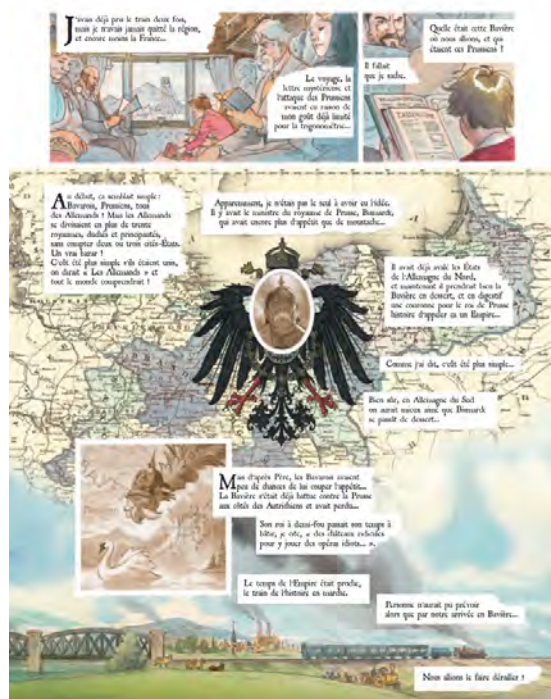 J'avais déjà pris le train deux fois,
mais je n'avais jamais quitté la région,
et encore moins la France...
Le voyage, la
lettre mystérieuse et
l'attaque des Prussiens
avaient eu raison de
mon goût déjà limité
pour la trigonométrie...
Quelle était cette Bavière
où nous allions, et qui
étaient ces Prussiens ?
Il fallait
que je sache.
Au début, ça semblait simple :
Bavarois, Prussiens, tous
des Allemands ! Mais les Allemands
se divisaient en plus de trente
royaumes, duchés et principautés,
sans compter deux ou trois cités-États.
Un vrai bazar !
C'eût été plus simple s'ils étaient unis,
on dirait « Les Allemands » et
tout le monde comprendrait !
Apparemment, je n'étais pas le seul à avoir eu l'idée.
Il y avait le ministre du royaume de Prusse, Bismarck,
qui avait encore plus d'appétit que de moustache...
Il avait déjà avalé les États
de l'Allemagne du Nord,
et maintenant il prendrait bien la
Bavière en dessert, et en digestif
une couronne pour le roi de Prusse
histoire d'appeler ça un Empire...
Comme j'ai dit, c'eût été plus simple...
Bien sûr, en Allemagne du Sud
on aurait mieux aimé que Bismarck
se passât de dessert...
Mais d'après Père, les Bavarois avaient
peu de chances de lui couper l'appétit...
La Bavière s'était déjà battue contre la Prusse
aux côtés des Autrichiens et avait perdu...
Son roi à demi-fou passait son temps à
bâtir, je cite, « des châteaux ridicules
pour y jouer des opéras idiots... ».
Le temps de l'Empire était proche,
le train de l'histoire en marche.
Personne n'aurait pu prévoir
alors que par notre arrivée en Bavière...
Nous allions le faire dérailler !